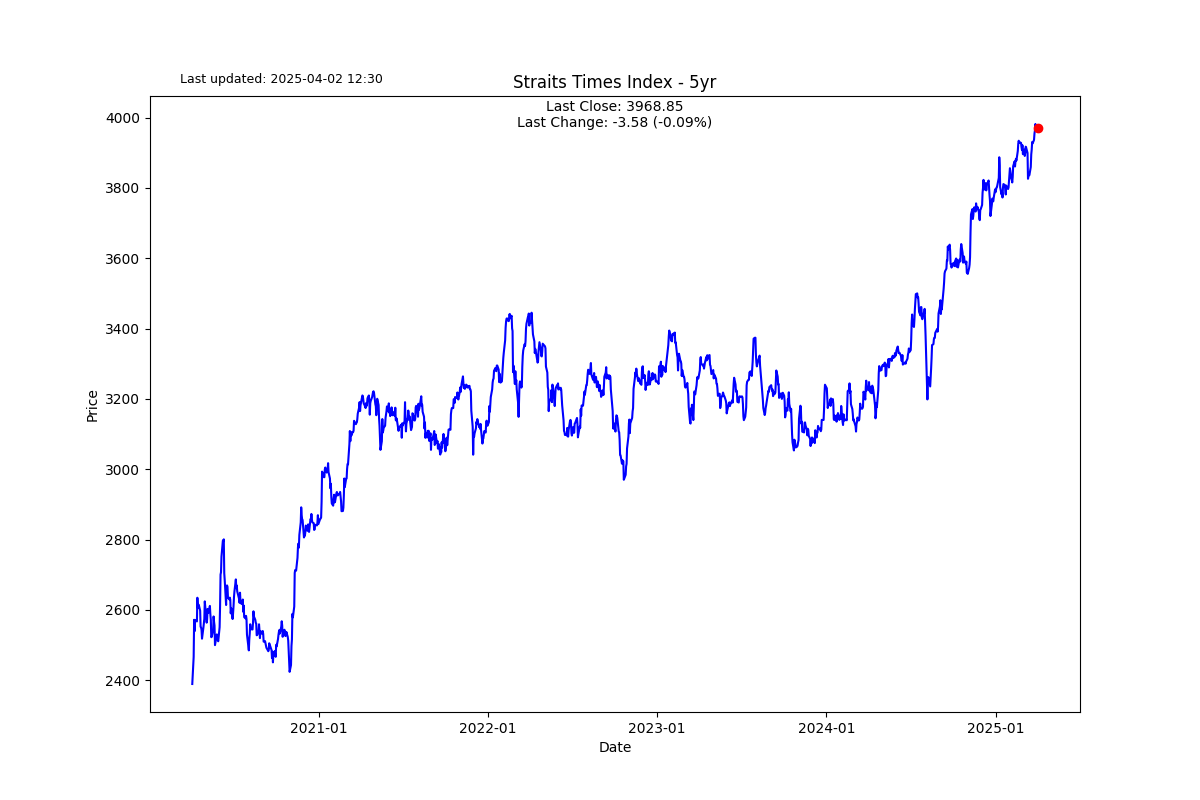 Last updated: 2025-04-02 12:30
Straits Times Index - 5yr
Last Close: 3968.85
Last Change: -3.58 (-0.09%)
4000
3800
3600
3400
3200
3000
2800
2600
2400
Price
2021-01
2022-01
2023-01
2024-01
2025-01
Date